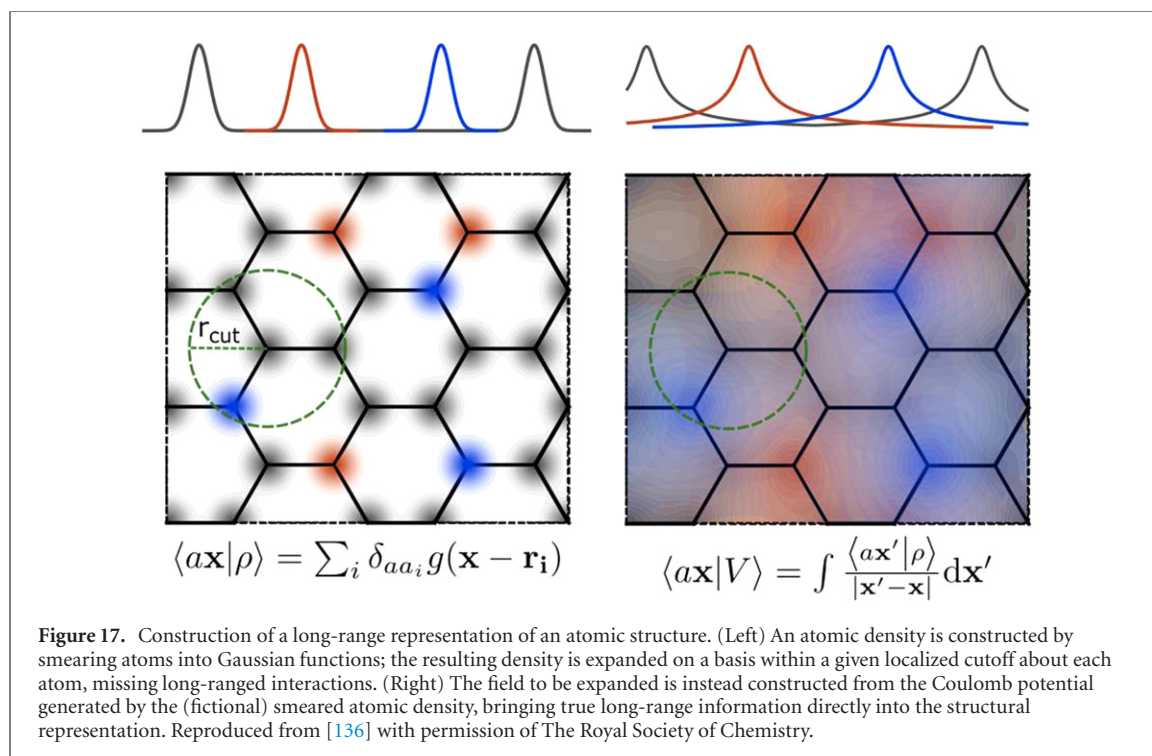 r_cut
⟨ax|ρ⟩ = ∑_i δ_{aa_i} g(x − r_i)
⟨ax|V⟩ = ∫ ⟨ax′|ρ⟩/|x′−x| dx′
Figure 17. Construction of a long-range representation of an atomic structure. (Left) An atomic density is constructed by
smearing atoms into Gaussian functions; the resulting density is expanded on a basis within a given localized cutoff about each
atom, missing long-ranged interactions. (Right) The field to be expanded is instead constructed from the Coulomb potential
generated by the (fictional) smeared atomic density, bringing true long-range information directly into the structural
representation. Reproduced from [136] with permission of The Royal Society of Chemistry.